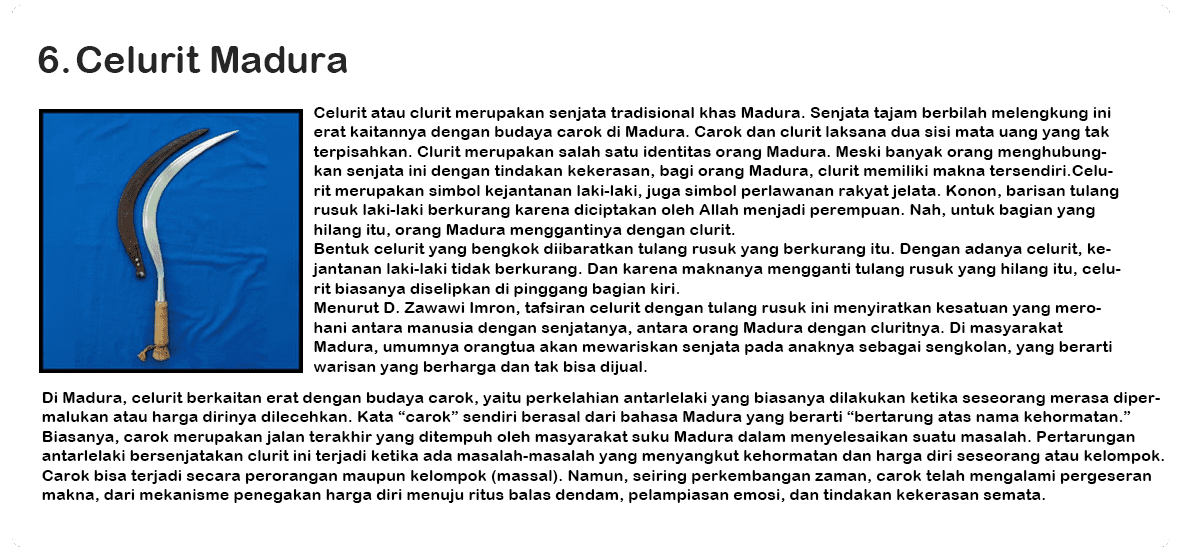 6. Celurit Madura
Celurit atau clurit merupakan senjata tradisional khas Madura. Senjata tajam berbilah melengkung ini
erat kaitannya dengan budaya carok di Madura. Carok dan clurit laksana dua sisi mata uang yang tak
terpisahkan. Clurit merupakan salah satu identitas orang Madura. Meski banyak orang menghubung-
kan senjata ini dengan tindakan kekerasan, bagi orang Madura, clurit memiliki makna tersendiri.Celu-
rit merupakan simbol kejantanan laki-laki, juga simbol perlawanan rakyat jelata. Konon, barisan tulang
rusuk laki-laki berkurang karena diciptakan oleh Allah menjadi perempuan. Nah, untuk bagian yang
hilang itu, orang Madura menggantinya dengan clurit.
Bentuk celurit yang bengkok diibaratkan tulang rusuk yang berkurang itu. Dengan adanya celurit, ke-
jantanan laki-laki tidak berkurang. Dan karena maknanya mengganti tulang rusuk yang hilang itu, celu-
rit biasanya diselipkan di pinggang bagian kiri.
Menurut D. Zawawi Imron, tafsiran celurit dengan tulang rusuk ini menyiratkan kesatuan yang mero-
hani antara manusia dengan senjatanya, antara orang Madura dengan cluritnya. Di masyarakat
Madura, umumnya orangtua akan mewariskan senjata pada anaknya sebagai sengkolan, yang berarti
warisan yang berharga dan tak bisa dijual.
Di Madura, celurit berkaitan erat dengan budaya carok, yaitu perkelahian antarlelaki yang biasanya dilakukan ketika seseorang merasa diper-
malukan atau harga dirinya dilecehkan. Kata “carok” sendiri berasal dari bahasa Madura yang berarti “bertarung atas nama kehormatan.”
Biasanya, carok merupakan jalan terakhir yang ditempuh oleh masyarakat suku Madura dalam menyelesaikan suatu masalah. Pertarungan
antarlelaki bersenjatakan clurit ini terjadi ketika ada masalah-masalah yang menyangkut kehormatan dan harga diri seseorang atau kelompok.
Carok bisa terjadi secara perorangan maupun kelompok (massal). Namun, seiring perkembangan zaman, carok telah mengalami pergeseran
makna, dari mekanisme penegakan harga diri menuju ritus balas dendam, pelampiasan emosi, dan tindakan kekerasan semata.